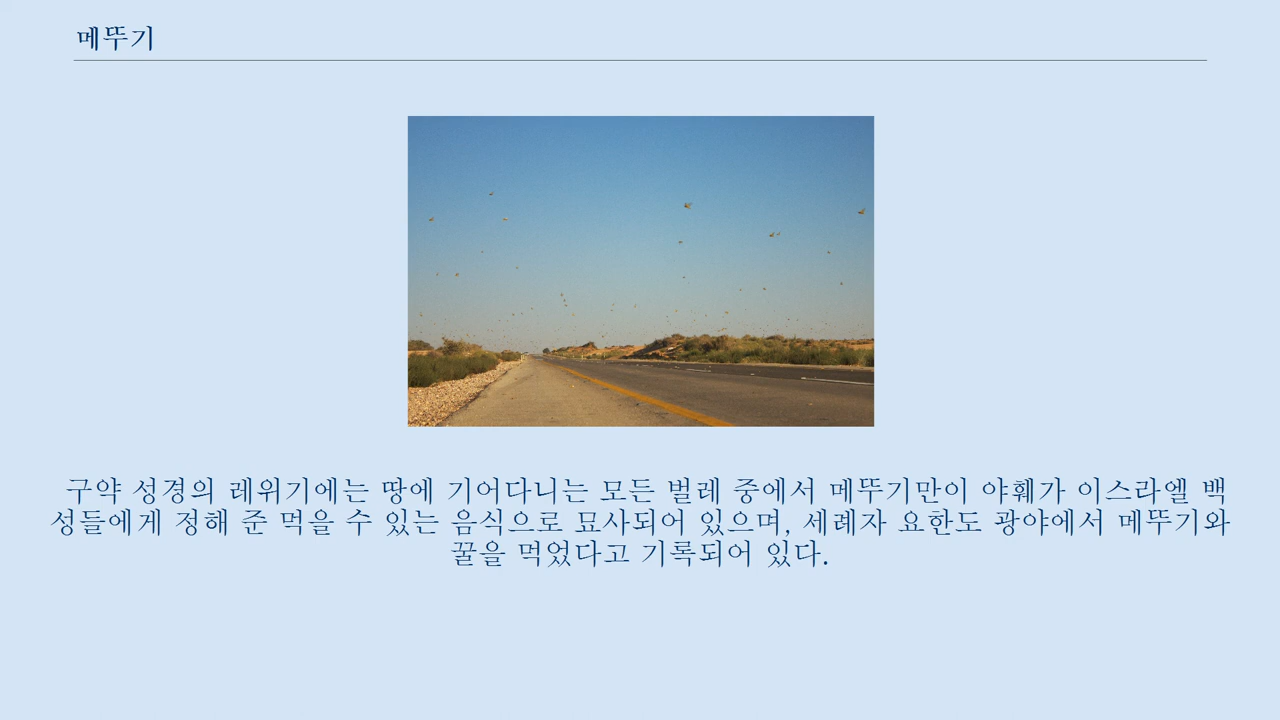 메뚜기
구약 성경의 레위기에는 땅에 기어다니는 모든 벌레 중에서 메뚜기만이 야훼가 이스라엘 백
성들에게 정해 준 먹을 수 있는 음식으로 묘사되어 있으며, 세례자 요한도 광야에서 메뚜기와
꿀을 먹었다고 기록되어 있다.